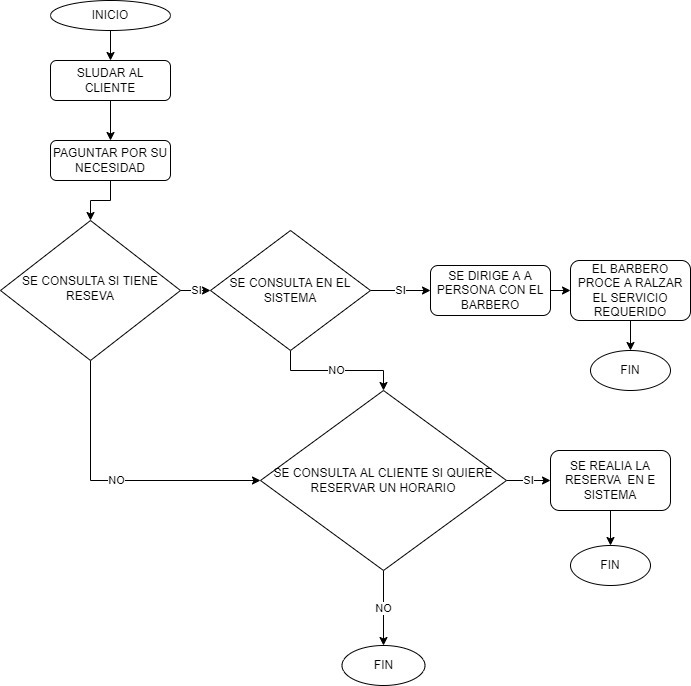 INICIO
SLUDAR AL
CLIENTE
PAGUNTAR POR SU
NECESIDAD
SE CONSULTA SI TIENE
RESEVA
SI
SE CONSULTA EN EL
SISTEMA
SI
SE DIRIGE A A
PERSONA CON EL
BARBERO
EL BARBERO
PROCE A RALZAR
EL SERVICIO
REQUERIDO
FIN
NO
NO
SE CONSULTA AL CLIENTE SI QUIERE
RESERVAR UN HORARIO
SI
SE REALIA LA
RESERVA EN E
SISTEMA
FIN
NO
FIN